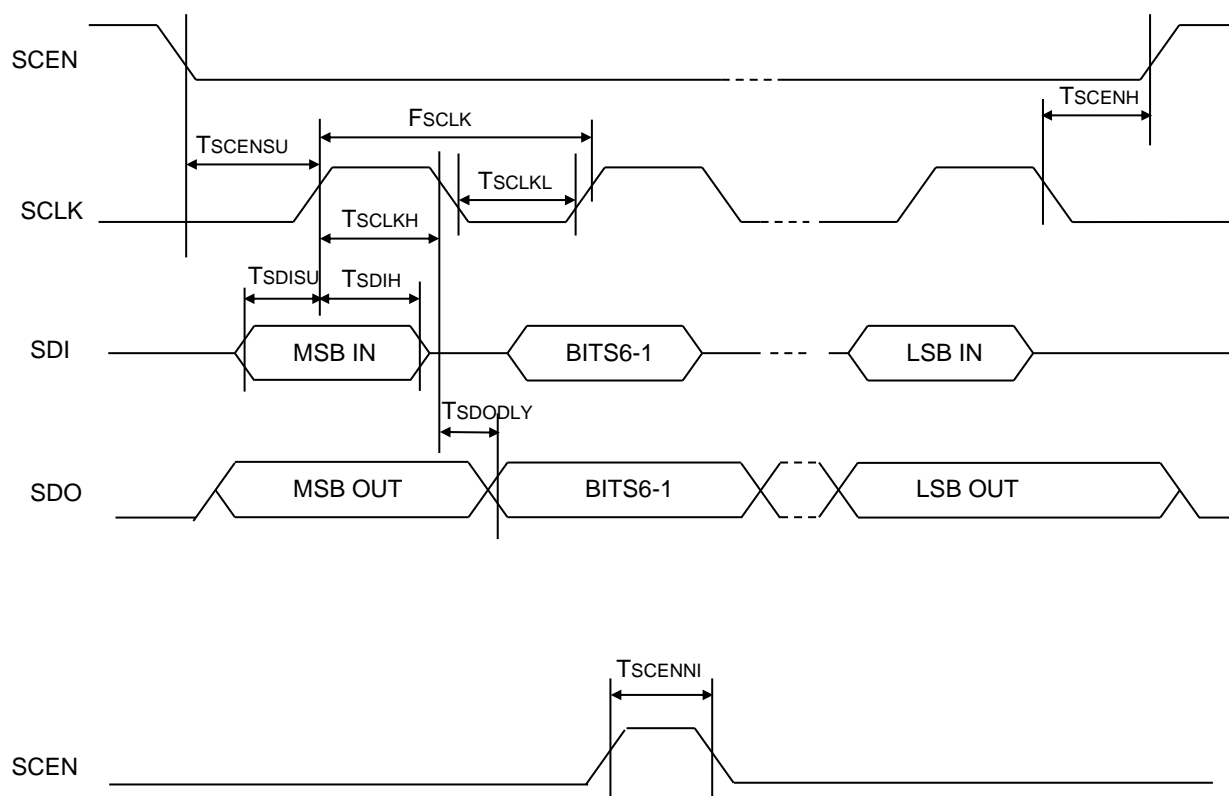 SCEN
TSCENH
FSCLK
TSCENSU
TSCLKL
SCLK
TSCLKH
TSDISU TSDIH
SDI MSB IN BITS6-1 LSB IN
TSDODLY
SDO MSB OUT BITS6-1 LSB OUT
TSCENNI
SCEN